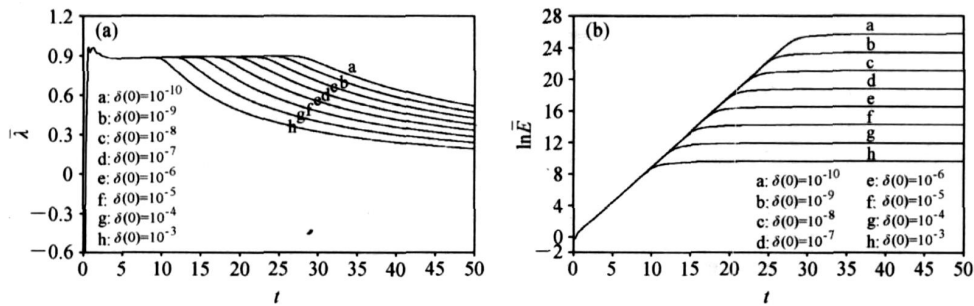 (a)
1.2
0.9
0.6
0.3
0
−0.3
−0.6
λ̄
a: δ(0)=10⁻¹⁰
b: δ(0)=10⁻⁹
c: δ(0)=10⁻⁸
d: δ(0)=10⁻⁷
e: δ(0)=10⁻⁶
f: δ(0)=10⁻⁵
g: δ(0)=10⁻⁴
h: δ(0)=10⁻³
a
b
e
d
e
f
g
h
0 5 10 15 20 25 30 35 40 45 50
t
(b)
28
24
20
16
12
8
4
0
−2
lnE̅
a
b
c
d
e
f
g
h
a: δ(0)=10⁻¹⁰ e: δ(0)=10⁻⁶
b: δ(0)=10⁻⁹ f: δ(0)=10⁻⁵
c: δ(0)=10⁻⁸ g: δ(0)=10⁻⁴
d: δ(0)=10⁻⁷ h: δ(0)=10⁻³
0 5 10 15 20 25 30 35 40 45 50
t